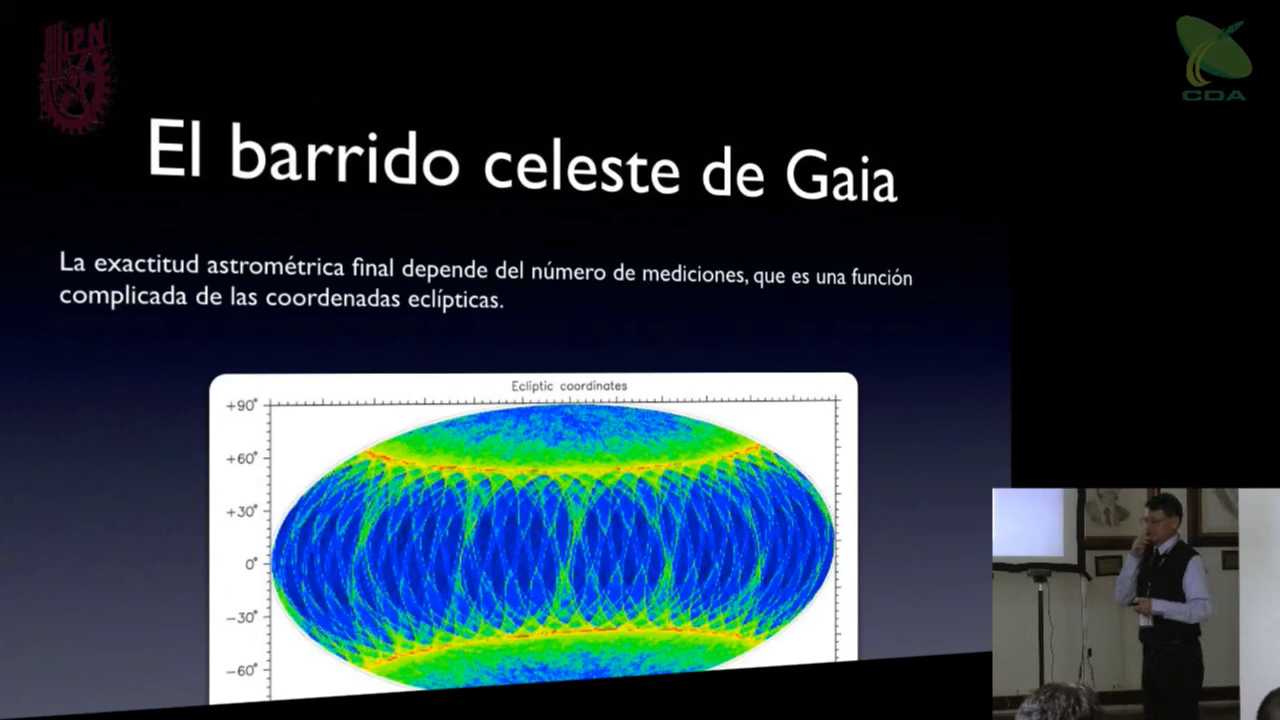 IPN
CDA
El barrido celeste de Gaia
La exactitud astrométrica final depende del número de mediciones, que es una función
complicada de las coordenadas eclípticas.
Ecliptic coordinates
+90°
+60°
+30°
0°
−30°
−60°